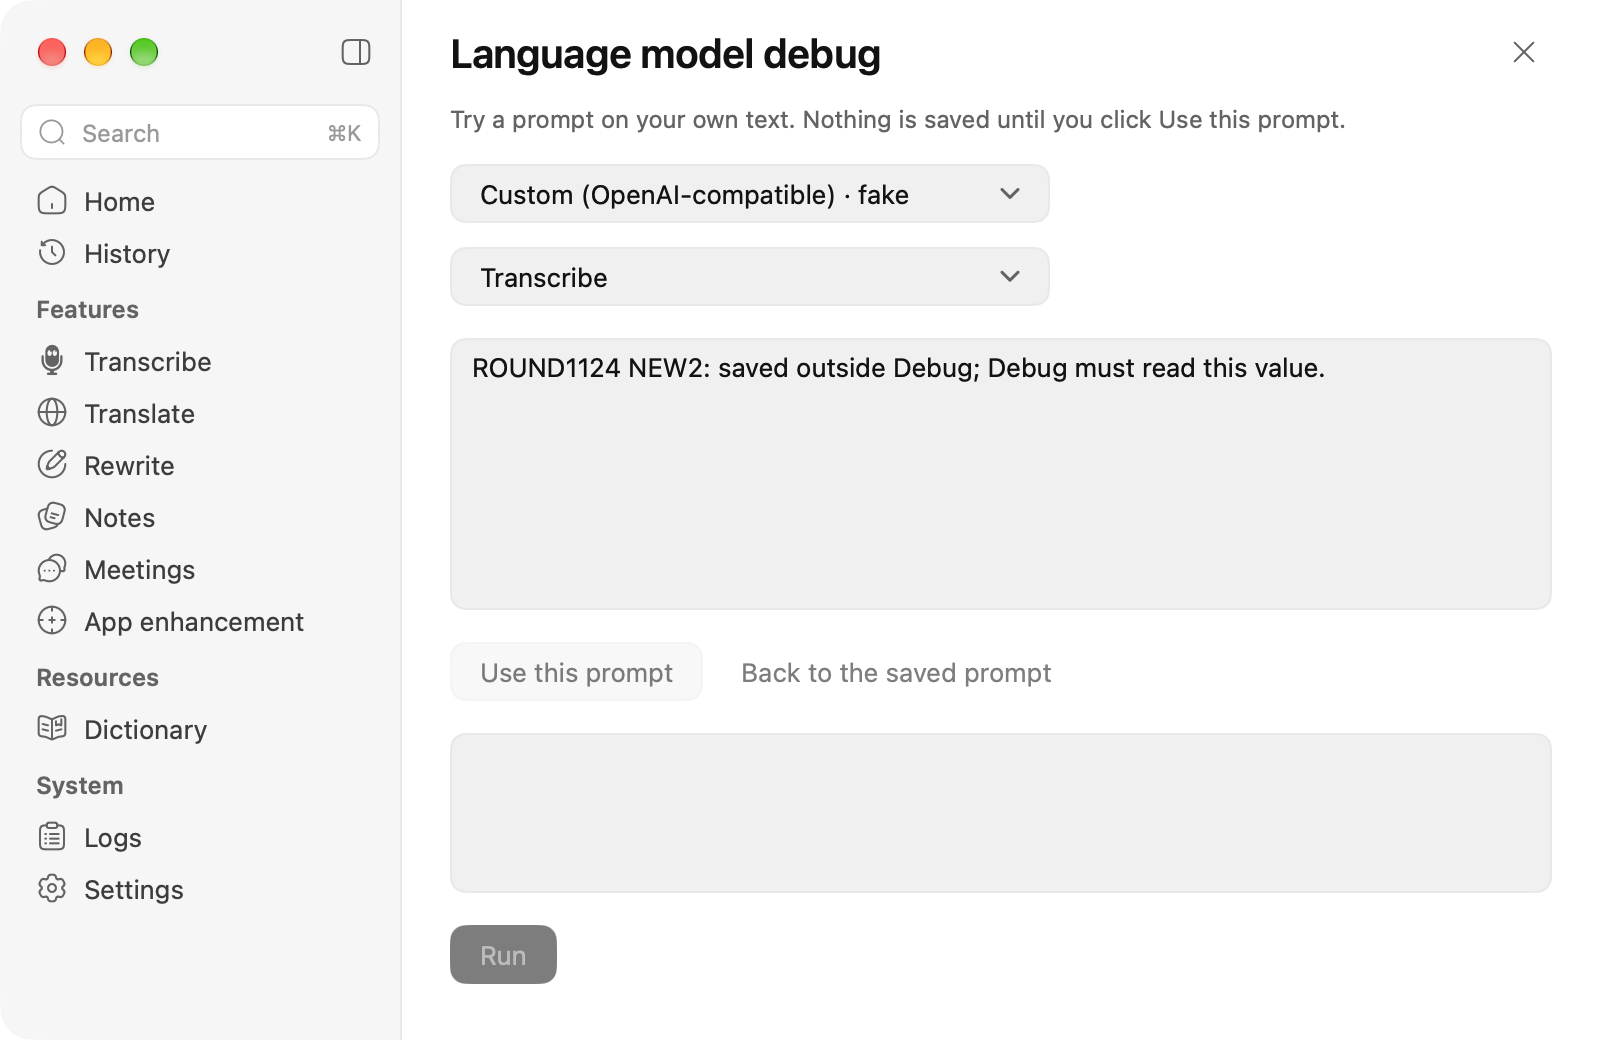 Search ⌘K
Home
History
Features
Transcribe
Translate
Rewrite
Notes
Meetings
App enhancement
Resources
Dictionary
System
Logs
Settings
Language model debug
Try a prompt on your own text. Nothing is saved until you click Use this prompt.
Custom (OpenAI-compatible) · fake
Transcribe
ROUND1124 NEW2: saved outside Debug; Debug must read this value.
Use this prompt
Back to the saved prompt
Run